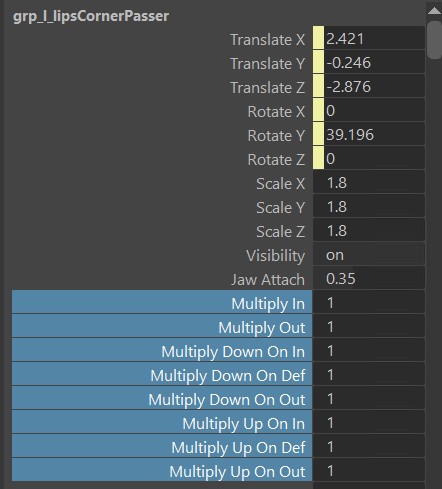 grp_l_lipsCornerPasser
Translate X 2.421
Translate Y -0.246
Translate Z -2.876
Rotate X 0
Rotate Y 39.196
Rotate Z 0
Scale X 1.8
Scale Y 1.8
Scale Z 1.8
Visibility on
Jaw Attach 0.35
Multiply In 1
Multiply Out 1
Multiply Down On In 1
Multiply Down On Def 1
Multiply Down On Out 1
Multiply Up On In 1
Multiply Up On Def 1
Multiply Up On Out 1